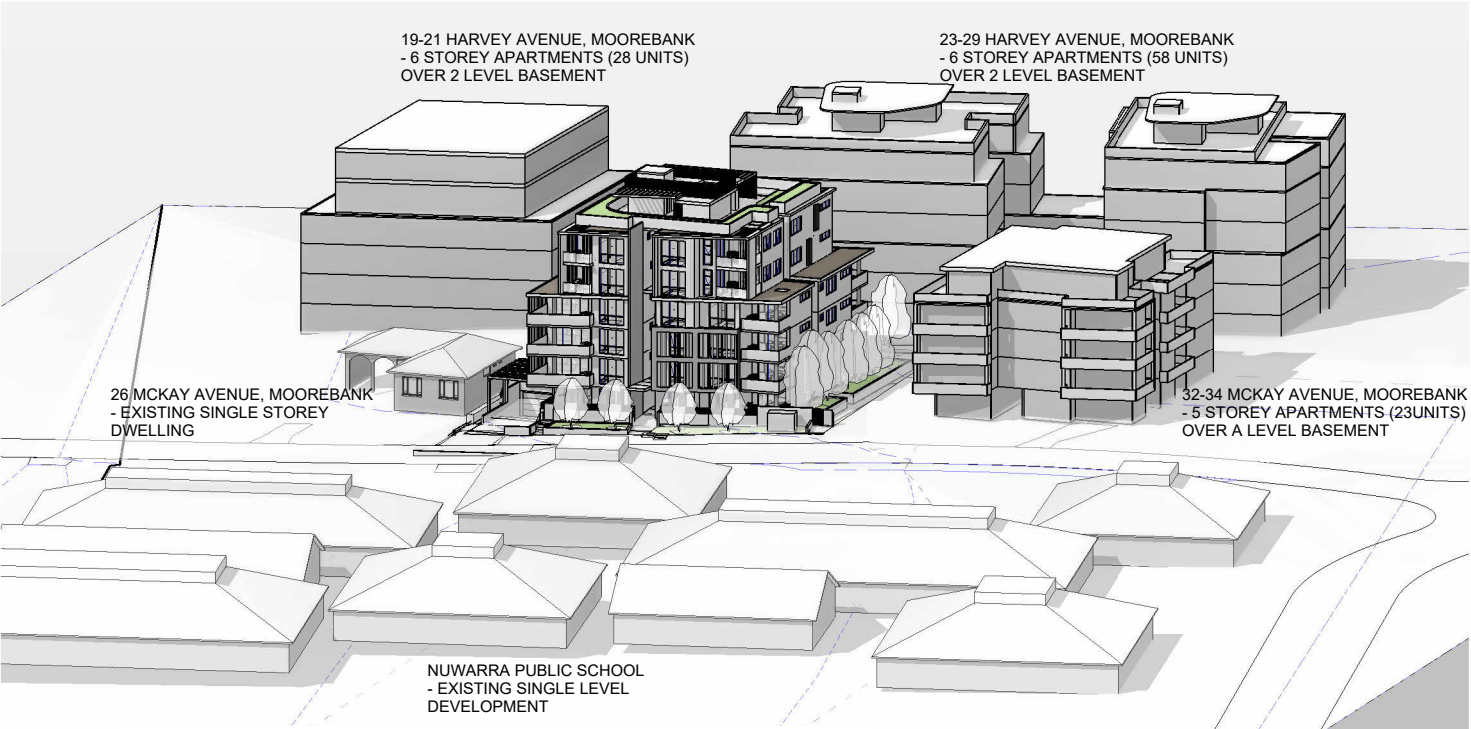 19-21 HARVEY AVENUE, MOOREBANK
- 6 STOREY APARTMENTS (28 UNITS)
OVER 2 LEVEL BASEMENT
23-29 HARVEY AVENUE, MOOREBANK
- 6 STOREY APARTMENTS (58 UNITS)
OVER 2 LEVEL BASEMENT
26 MCKAY AVENUE, MOOREBANK
- EXISTING SINGLE STOREY
DWELLING
32-34 MCKAY AVENUE, MOOREBANK
- 5 STOREY APARTMENTS (23UNITS)
OVER A LEVEL BASEMENT
NUWARRA PUBLIC SCHOOL
- EXISTING SINGLE LEVEL
DEVELOPMENT